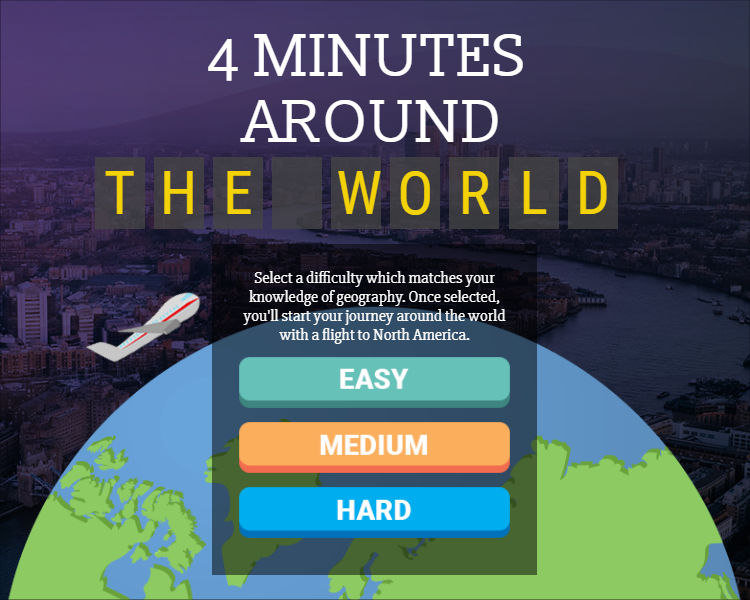 4 MINUTES
AROUND
THE WORLD
Select a difficulty which matches your
knowledge of geography. Once selected,
you'll start your journey around the world
with a flight to North America.
EASY
MEDIUM
HARD